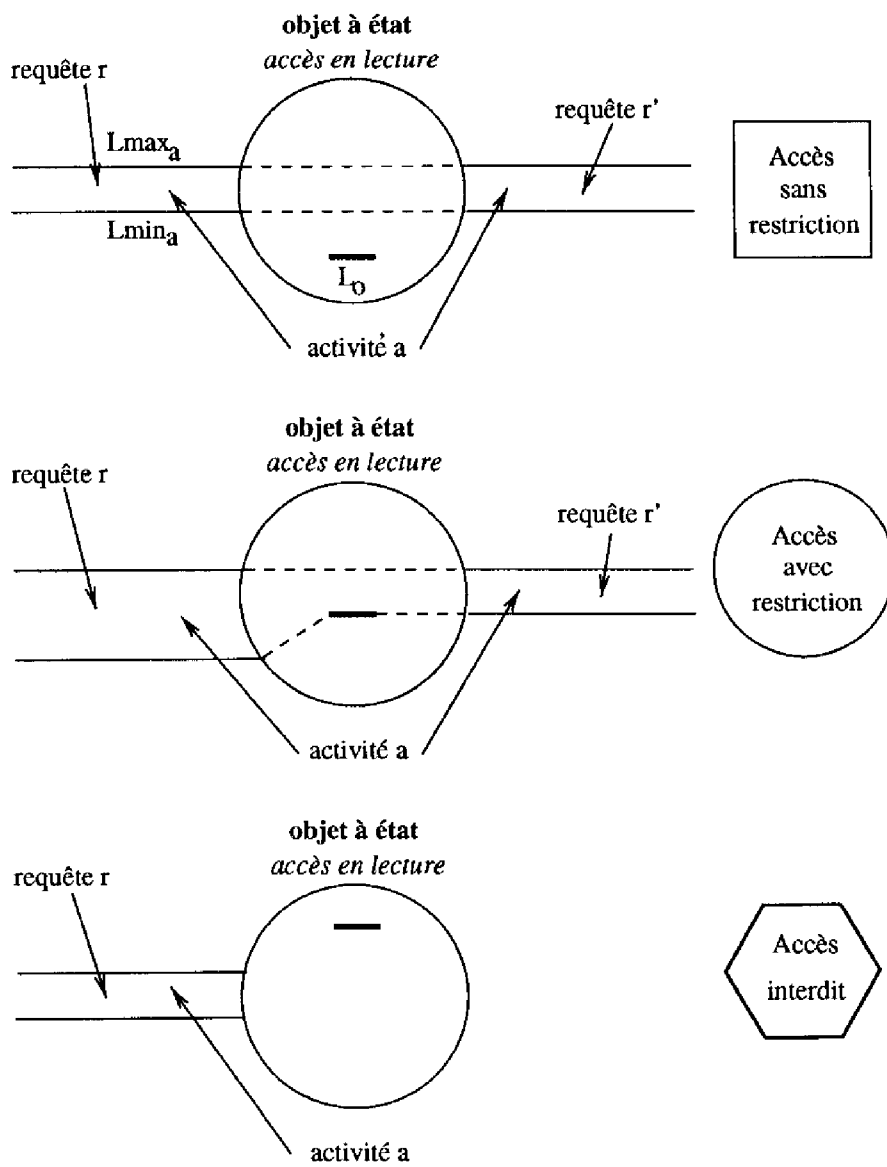 objet à état
accès en lecture
requête r
requête r'
Lmaxa
Lmina
Lo
activité a
Accès
sans
restriction
objet à état
accès en lecture
requête r
requête r'
activité a
Accès
avec
restriction
objet à état
accès en lecture
requête r
activité a
Accès
interdit